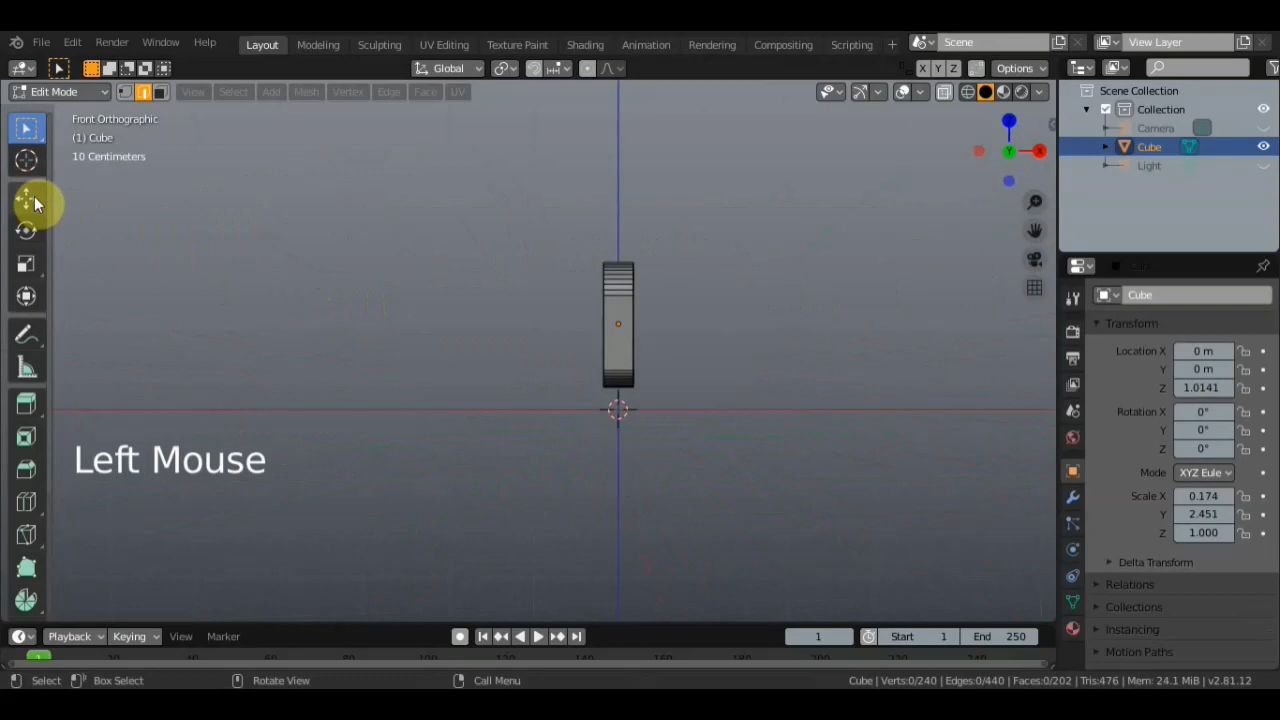 File Edit Render Window Help Layout Modeling Sculpting UV Editing Texture Paint Shading Animation Rendering Compositing Scripting + Scene View Layer
Global X Y Z Options
Edit Mode View Select Add Mesh Vertex Edge Face UV
Front Orthographic
(1) Cube
10 Centimeters
Z
Y
X
Left Mouse
Scene Collection
Collection
Camera
Cube
Light
Cube
Transform
Location X 0 m
Y 0 m
Z 1.0141
Rotation X 0°
Y 0°
Z 0°
Mode XYZ Eule
Scale X 0.174
Y 2.451
Z 1.000
Delta Transform
Relations
Collections
Instancing
Motion Paths
Playback Keying View Marker 1 Start 1 End 250
1
Select Box Select Rotate View Call Menu Cube | Verts:0/240 | Edges:0/440 | Faces:0/202 | Tris:476 | Mem: 24.1 MiB | v2.81.12